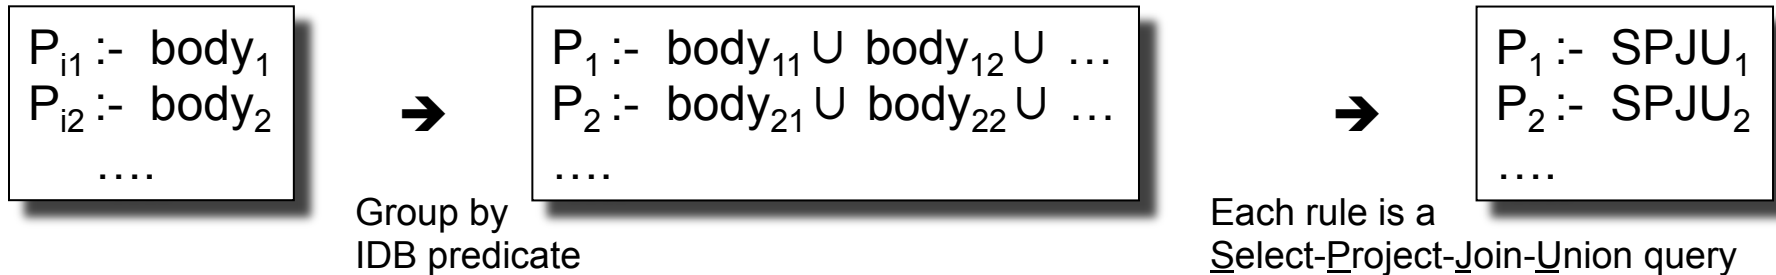 P_i1 :- body_1
P_i2 :- body_2
….
➔
Group by
IDB predicate
P_1 :- body_11 ∪ body_12 ∪ …
P_2 :- body_21 ∪ body_22 ∪ …
….
➔
Each rule is a
Select-Project-Join-Union query
P_1 :- SPJU_1
P_2 :- SPJU_2
….